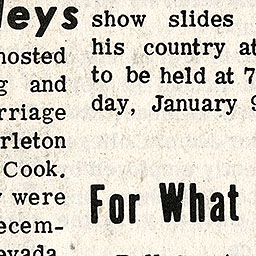 leys
hosted
g and
rriage
rleton
Cook.
were
ecem-
evada
show slides
his country at
to be held at 7
day, January 9
For What